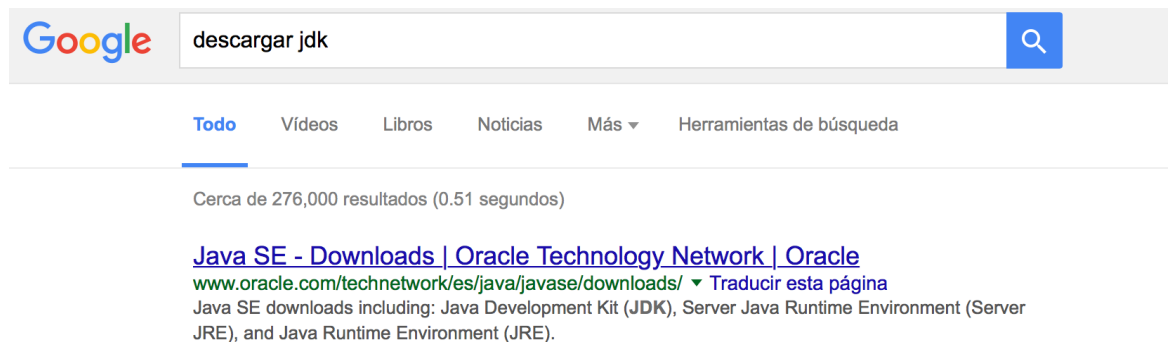 Google descargar jdk
Todo Vídeos Libros Noticias Más Herramientas de búsqueda
Cerca de 276,000 resultados (0.51 segundos)
Java SE - Downloads | Oracle Technology Network | Oracle
www.oracle.com/technetwork/es/java/javase/downloads/ Traducir esta página
Java SE downloads including: Java Development Kit (JDK), Server Java Runtime Environment (Server
JRE), and Java Runtime Environment (JRE).